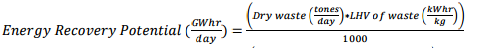 Energy Recovery Potential (GWhr/day) = (Dry waste (tones/day)*LHV of waste (kWhr/kg))/1000